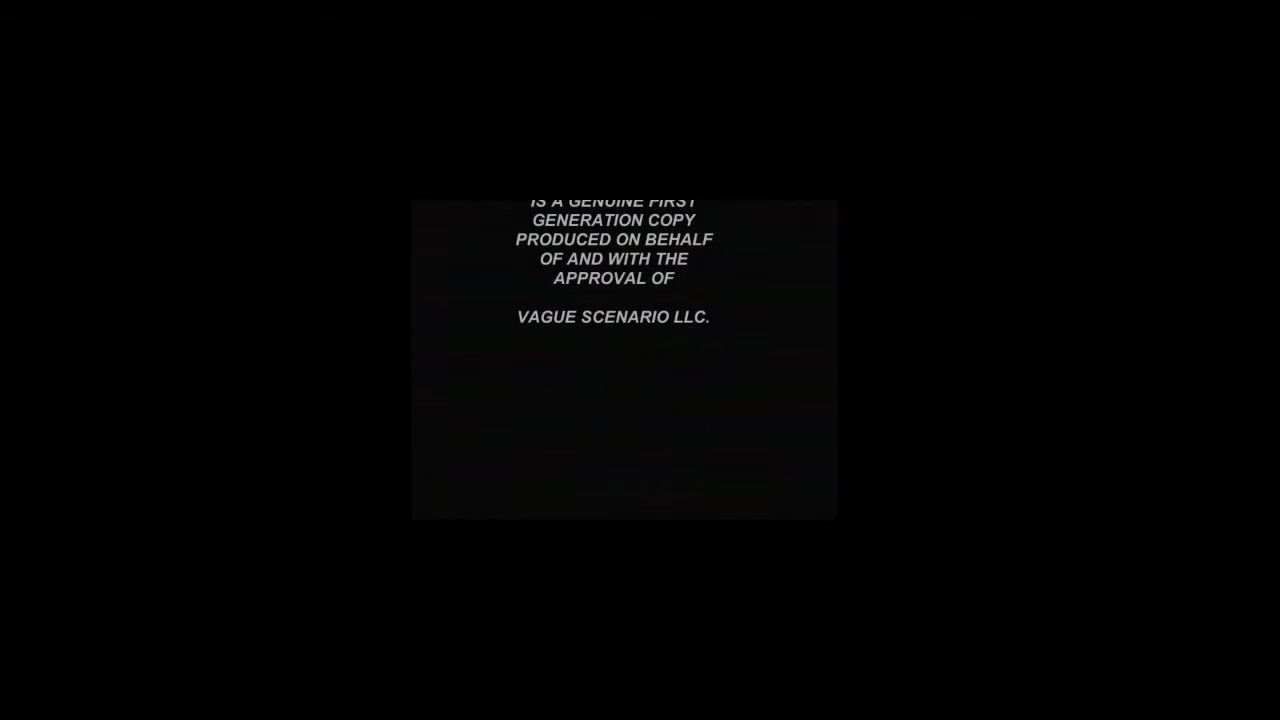 IS A GENUINE FIRST
GENERATION COPY
PRODUCED ON BEHALF
OF AND WITH THE
APPROVAL OF
VAGUE SCENARIO LLC.